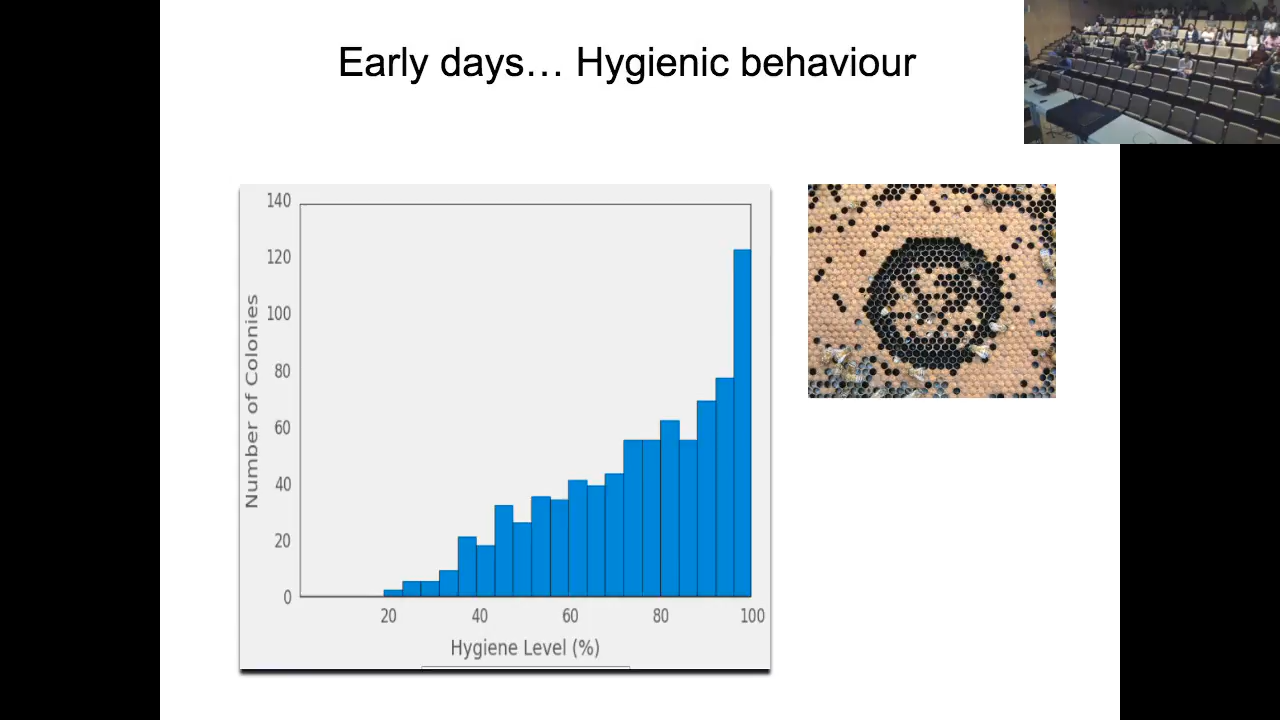 Early days… Hygienic behaviour
140
120
100
80
60
40
20
0
Number of Colonies
20 40 60 80 100
Hygiene Level (%)